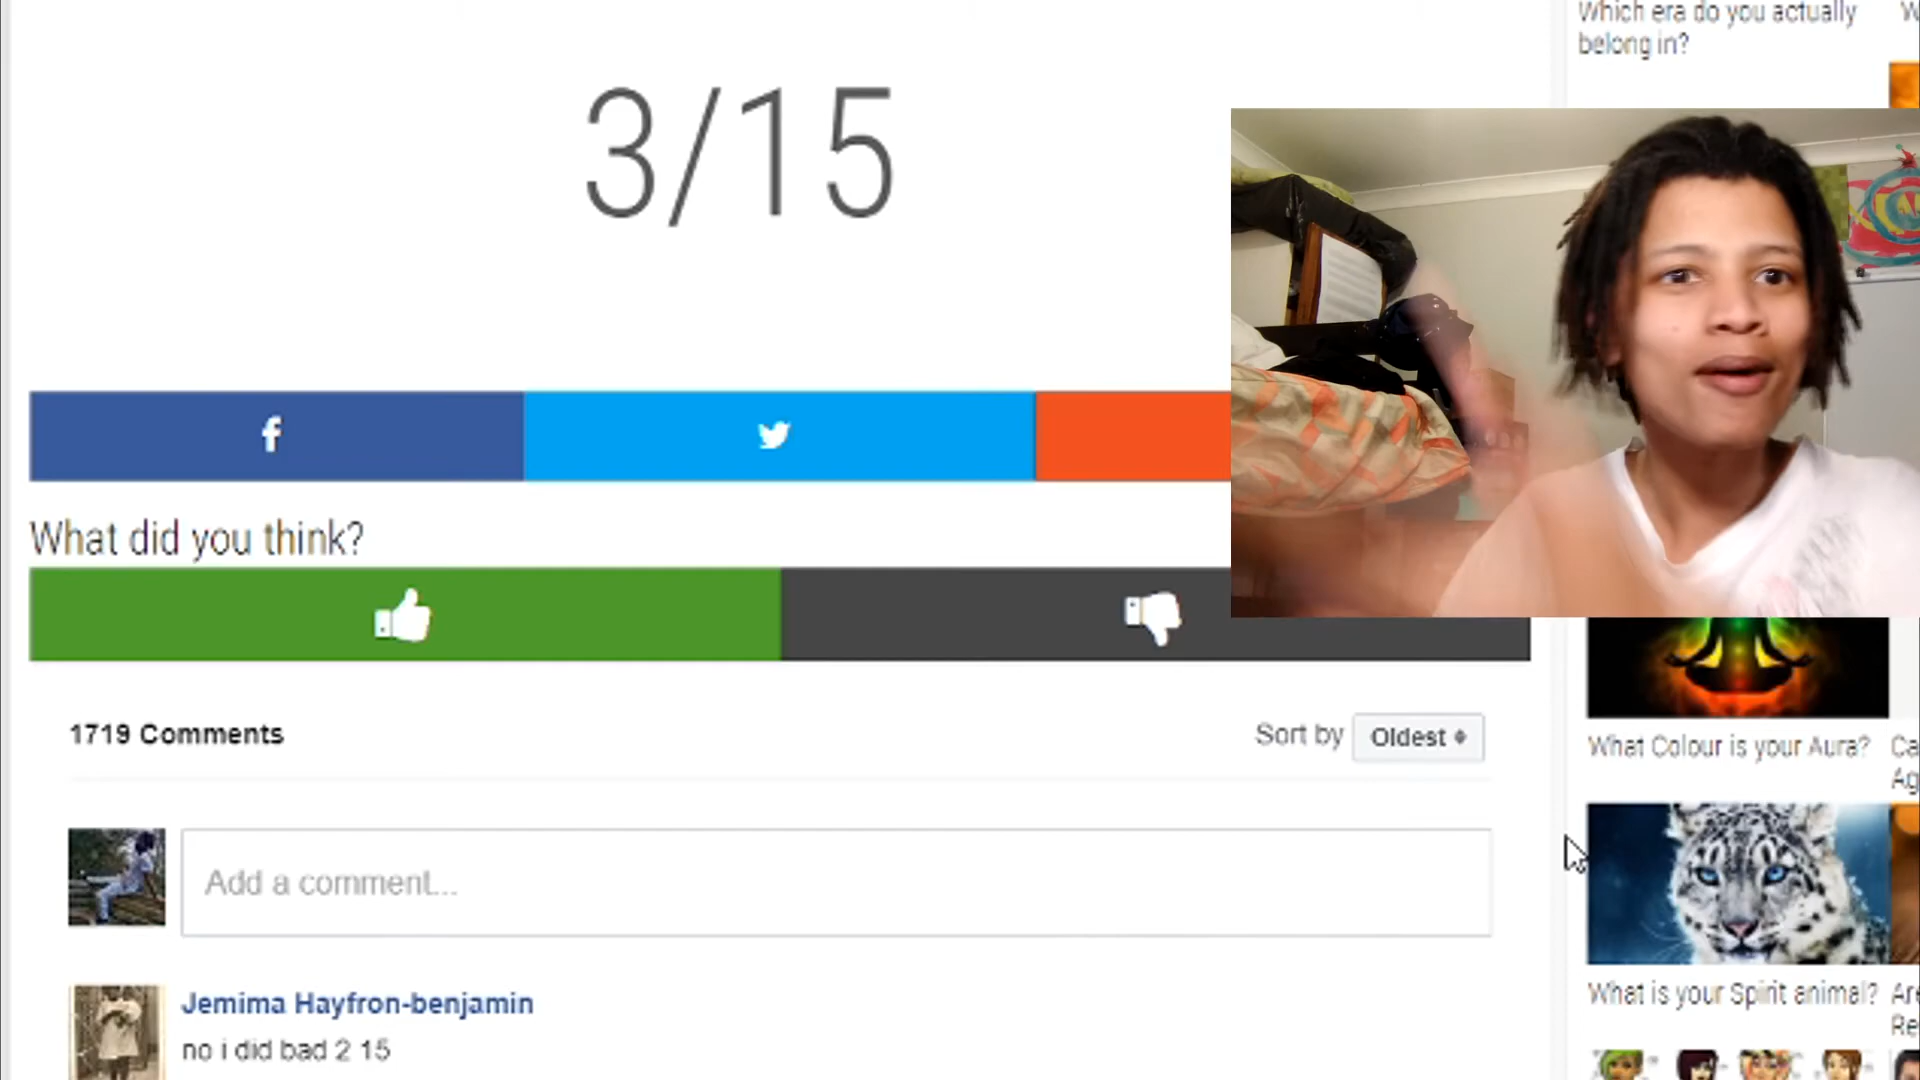 Which era do you actually
belong in?
3/15
What did you think?
1719 Comments
Sort by Oldest
Add a comment...
Jemima Hayfron-benjamin
no i did bad 2 15
What Colour is your Aura?
What is your Spirit animal?